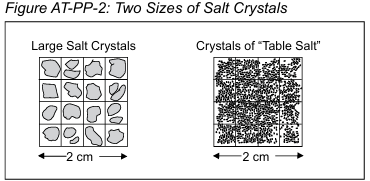 Figure AT-PP-2: Two Sizes of Salt Crystals
Large Salt Crystals
Crystals of “Table Salt”
2 cm
2 cm